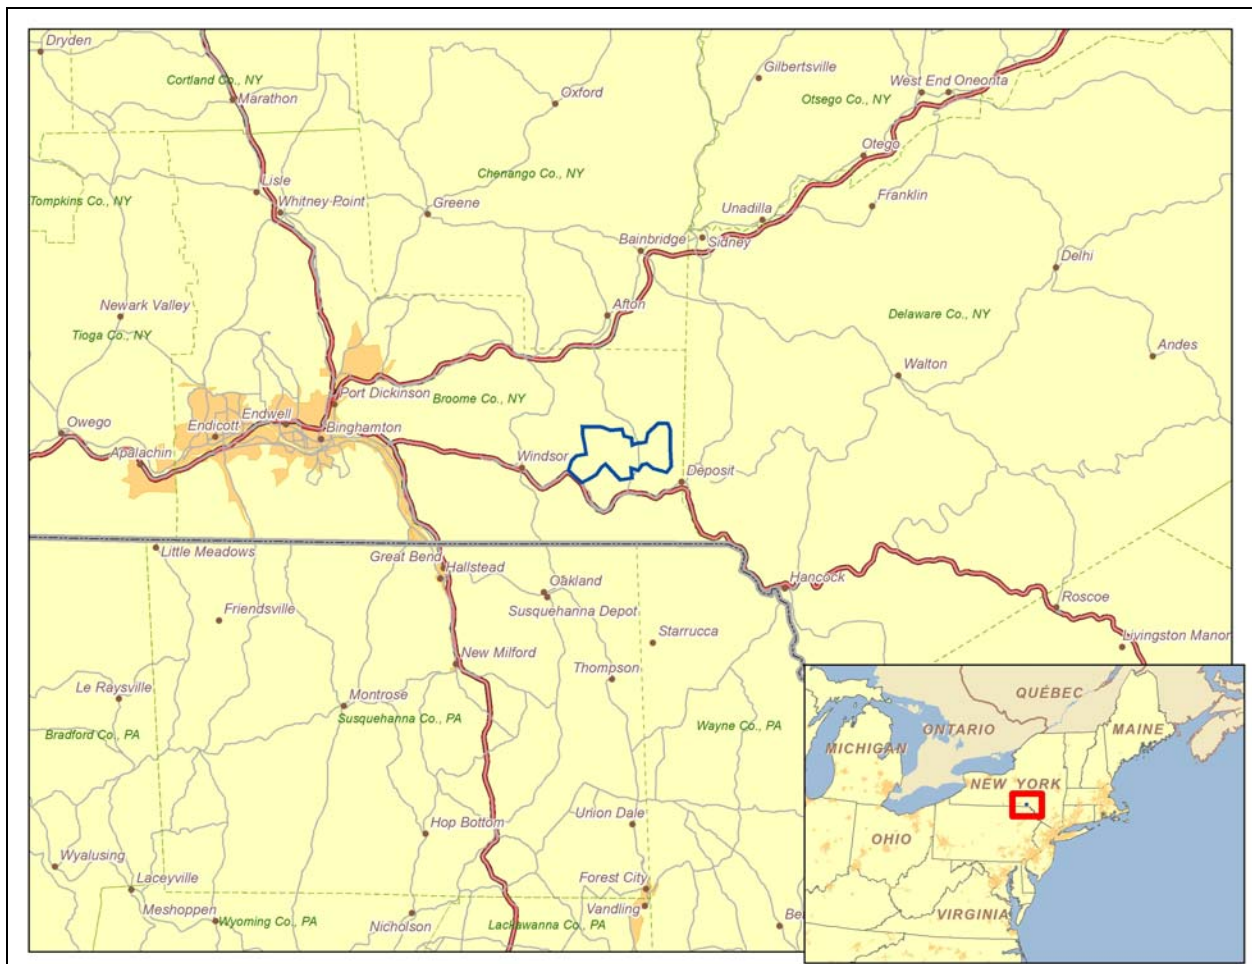 Dryden
Cortland Co., NY
Marathon
Oxford
Gilbertsville
West End
Oneonta
Otsego Co., NY
Otego
Chenango Co., NY
Lisle
Tompkins Co., NY
Whitney Point
Greene
Franklin
Unadilla
Bainbridge
Sidney
Delhi
Newark Valley
Afton
Tioga Co., NY
Delaware Co., NY
Andes
Walton
Port Dickinson
Broome Co., NY
Owego
Endwell
Endicott
Binghamton
Apalachin
Windsor
Deposit
Little Meadows
Great Bend
Hallstead
Oakland
Hancock
Susquehanna Depot
Roscoe
Friendsville
Starrucca
Livingston Manor
New Milford
Thompson
Le Raysville
Montrose
Susquehanna Co., PA
Wayne Co., PA
Bradford Co., PA
Union Dale
Hop Bottom
Wyalusing
Laceyville
Forest City
Meshoppen
Wyoming Co., PA
Nicholson
Vandling
Lackawanna Co., PA
QUÉBEC
ONTARIO
MAINE
MICHIGAN
NEW YORK
OHIO
VIRGINIA